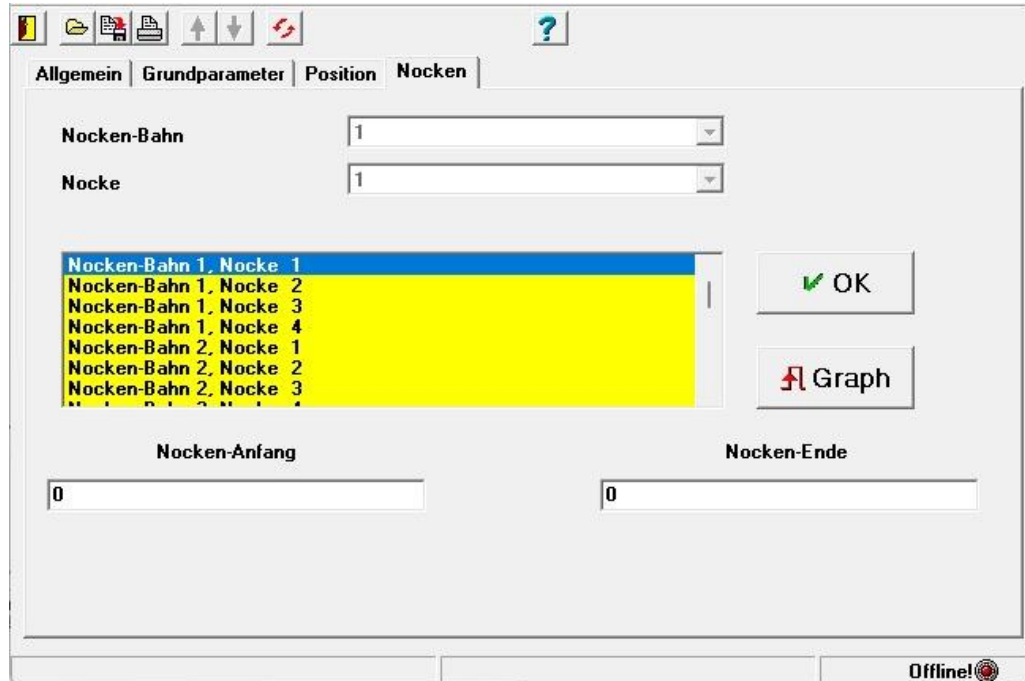 ?
Allgemein Grundparameter Position Nocken
Nocken-Bahn 1
Nocke 1
Nocken-Bahn 1, Nocke 1
Nocken-Bahn 1, Nocke 2
Nocken-Bahn 1, Nocke 3
Nocken-Bahn 1, Nocke 4
Nocken-Bahn 2, Nocke 1
Nocken-Bahn 2, Nocke 2
Nocken-Bahn 2, Nocke 3
OK
Graph
Nocken-Anfang Nocken-Ende
0 0
Offline!